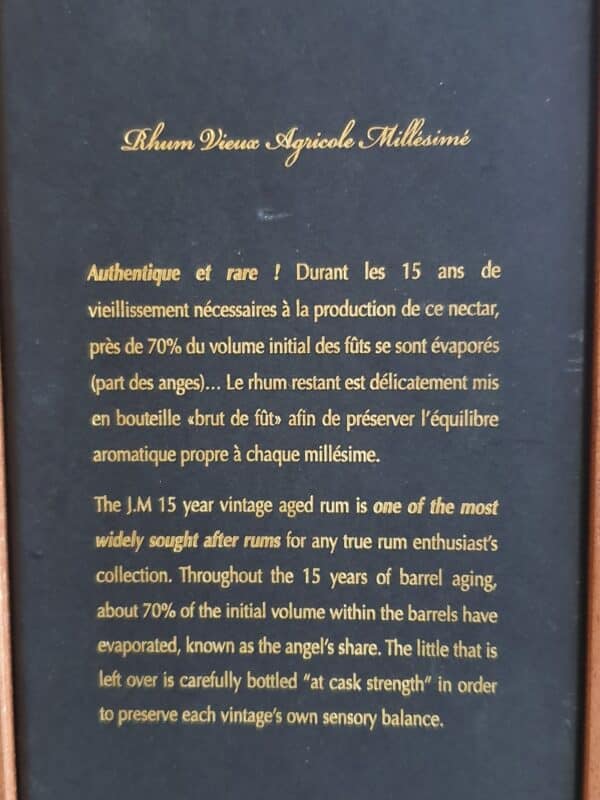 Rhum Vieux Agricole Millésimé
Authentique et rare ! Durant les 15 ans de
vieillissement nécessaires à la production de ce nectar,
près de 70% du volume initial des fûts se sont évaporés
(part des anges)... Le rhum restant est délicatement mis
en bouteille «brut de fût» afin de préserver l'équilibre
aromatique propre à chaque millésime.
The J.M 15 year vintage aged rum is one of the most
widely sought after rums for any true rum enthusiast's
collection. Throughout the 15 years of barrel aging,
about 70% of the initial volume within the barrels have
evaporated, known as the angel's share. The little that is
left over is carefully bottled "at cask strength" in order
to preserve each vintage's own sensory balance.